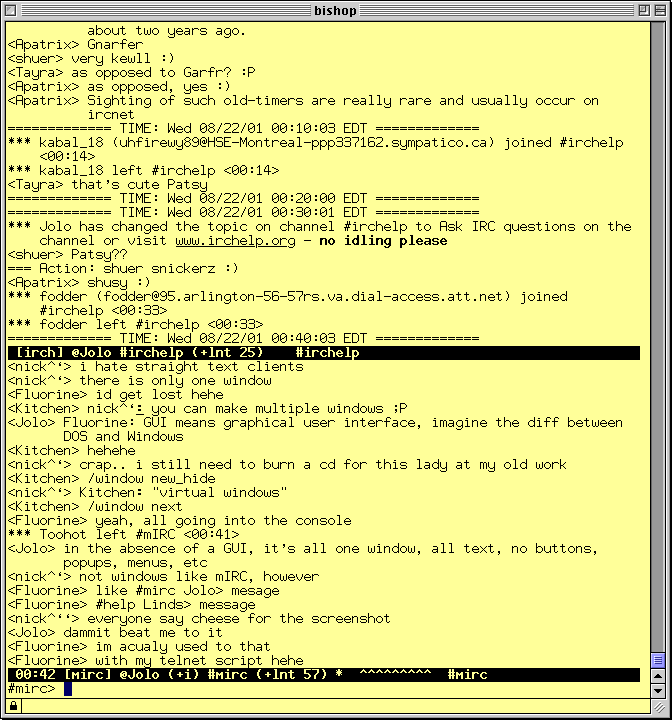 bishop
about two years ago.
<Apatrix> Gnarfer
<shuer> very kewll :)
<Tayra> as opposed to Garfr? :P
<Apatrix> as opposed, yes :)
<Apatrix> Sighting of such old-timers are really rare and usually occur on
ircnet
============= TIME: Wed 08/22/01 00:10:03 EDT =============
*** kabal_18 (uhfirewy89@HSE-Montreal-ppp337162.sympatico.ca) joined #irchelp
<00:14>
*** kabal_18 left #irchelp <00:14>
<Tayra> that's cute Patsy
============= TIME: Wed 08/22/01 00:20:00 EDT =============
============= TIME: Wed 08/22/01 00:30:01 EDT =============
*** Jolo has changed the topic on channel #irchelp to Ask IRC questions on the
channel or visit www.irchelp.org - no idling please
<shuer> Patsy??
=== Action: shuer snickerz :)
<Apatrix> shusy :)
*** fodder (fodder@95.arlington-56-57rs.va.dial-access.att.net) joined
#irchelp <00:33>
*** fodder left #irchelp <00:33>
============= TIME: Wed 08/22/01 00:40:03 EDT =============
[irch] @Jolo #irchelp (+lnt 25) #irchelp
<nick^'> i hate straight text clients
<nick^'> there is only one window
<Fluorine> id get lost hehe
<Kitchen> nick^': you can make multiple windows ;P
<Jolo> Fluorine: GUI means graphical user interface, imagine the diff between
DOS and Windows
<Kitchen> hehehe
<nick^'> crap.. i still need to burn a cd for this lady at my old work
<Kitchen> /window new_hide
<nick^'> Kitchen: "virtual windows"
<Kitchen> /window next
<Fluorine> yeah, all going into the console
*** Toohot left #mIRC <00:41>
<Jolo> in the absence of a GUI, it's all one window, all text, no buttons,
popups, menus, etc
<nick^'> not windows like mIRC, however
<Fluorine> like #mirc Jolo> mesage
<Fluorine> #help Linds> message
<nick^''> everyone say cheese for the screenshot
<Jolo> dammit beat me to it
<Fluorine> im acualy used to that
<Fluorine> with my telnet script hehe
00:42 [mirc] @Jolo (+i) #mirc (+lnt 57) * ^^^^^^^^^ #mirc
#mirc>